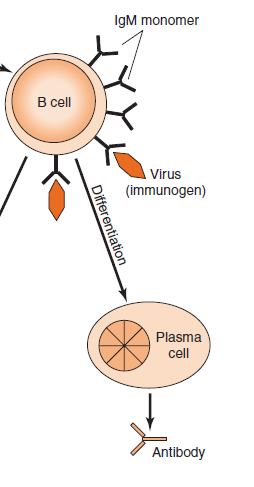 IgM monomer
B cell
Virus
(immunogen)
Differentiation
Plasma
cell
Antibody